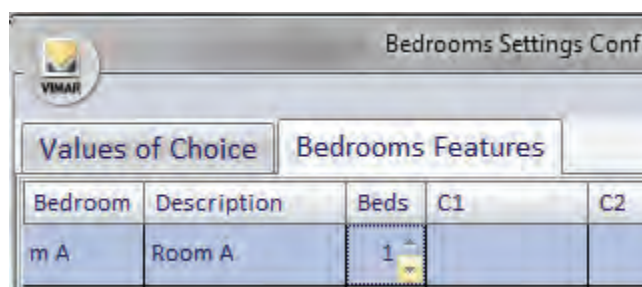 Bedrooms Settings Conf
VIMAR
Values of Choice Bedrooms Features
Bedroom Description Beds C1 C2
m A Room A 1